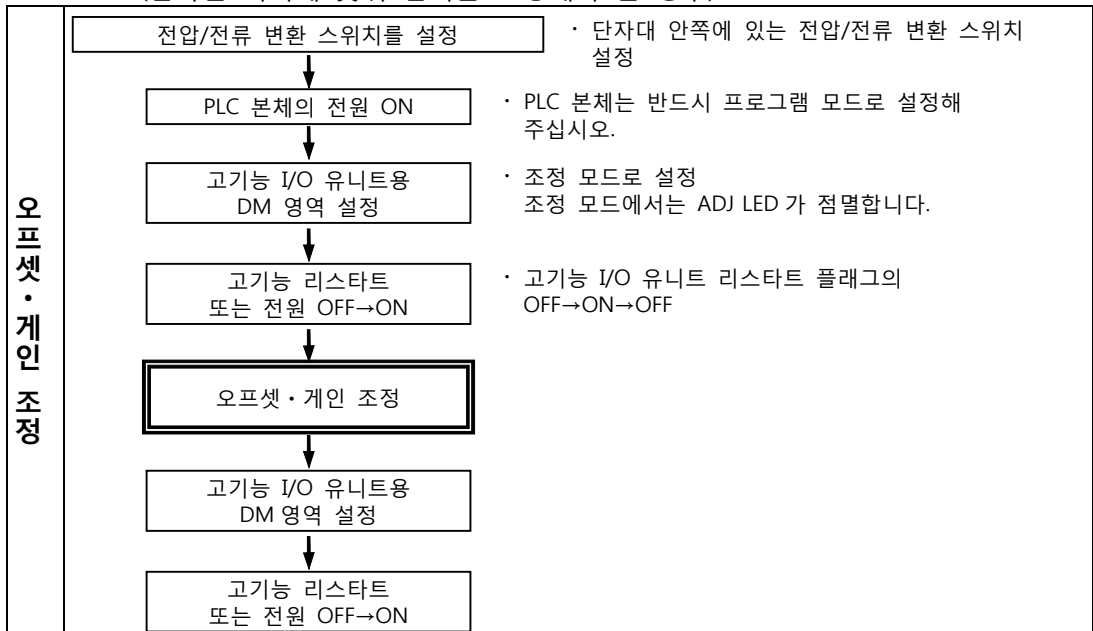 전압/전류 변환 스위치를 설정
· 단자대 안쪽에 있는 전압/전류 변환 스위치
설정
PLC 본체의 전원 ON
· PLC 본체는 반드시 프로그램 모드로 설정해
주십시오.
고기능 I/O 유니트용
DM 영역 설정
· 조정 모드로 설정
조정 모드에서는 ADJ LED 가 점멸합니다.
고기능 리스타트
또는 전원 OFF→ON
· 고기능 I/O 유니트 리스타트 플래그의
OFF→ON→OFF
오프셋・게인 조정
오프셋・게인 조정
고기능 I/O 유니트용
DM 영역 설정
고기능 리스타트
또는 전원 OFF→ON